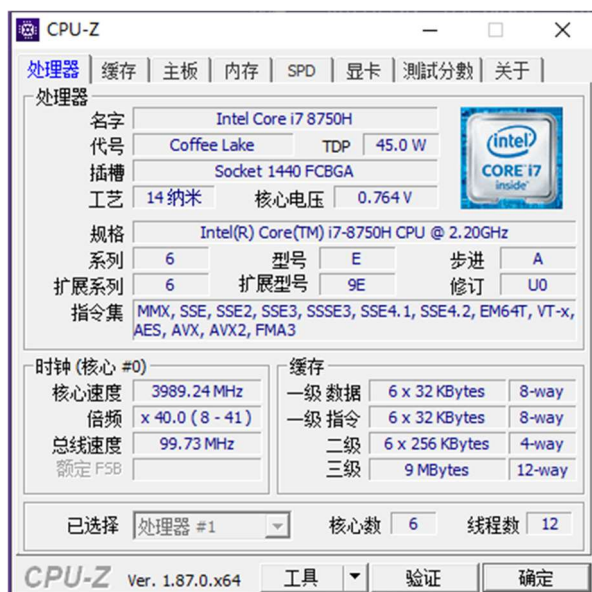 CPU-Z
处理器 缓存 主板 内存 SPD 显卡 测试分數 关于
处理器
名字 Intel Core i7 8750H
代号 Coffee Lake TDP 45.0 W
插槽 Socket 1440 FCBGA
工艺 14 纳米 核心电压 0.764 V
intel
CORE i7
inside
规格 Intel(R) Core(TM) i7-8750H CPU @ 2.20GHz
系列 6 型号 E 步进 A
扩展系列 6 扩展型号 9E 修订 U0
指令集 MMX, SSE, SSE2, SSE3, SSSE3, SSE4.1, SSE4.2, EM64T, VT-x,
AES, AVX, AVX2, FMA3
时钟 (核心 #0) 缓存
核心速度 3989.24 MHz 一级 数据 6 x 32 KBytes 8-way
倍频 x 40.0 ( 8 - 41 ) 一级 指令 6 x 32 KBytes 8-way
总线速度 99.73 MHz 二级 6 x 256 KBytes 4-way
额定 FSB 三级 9 MBytes 12-way
已选择 处理器 #1 核心数 6 线程数 12
CPU-Z Ver. 1.87.0.x64 工具 验证 确定